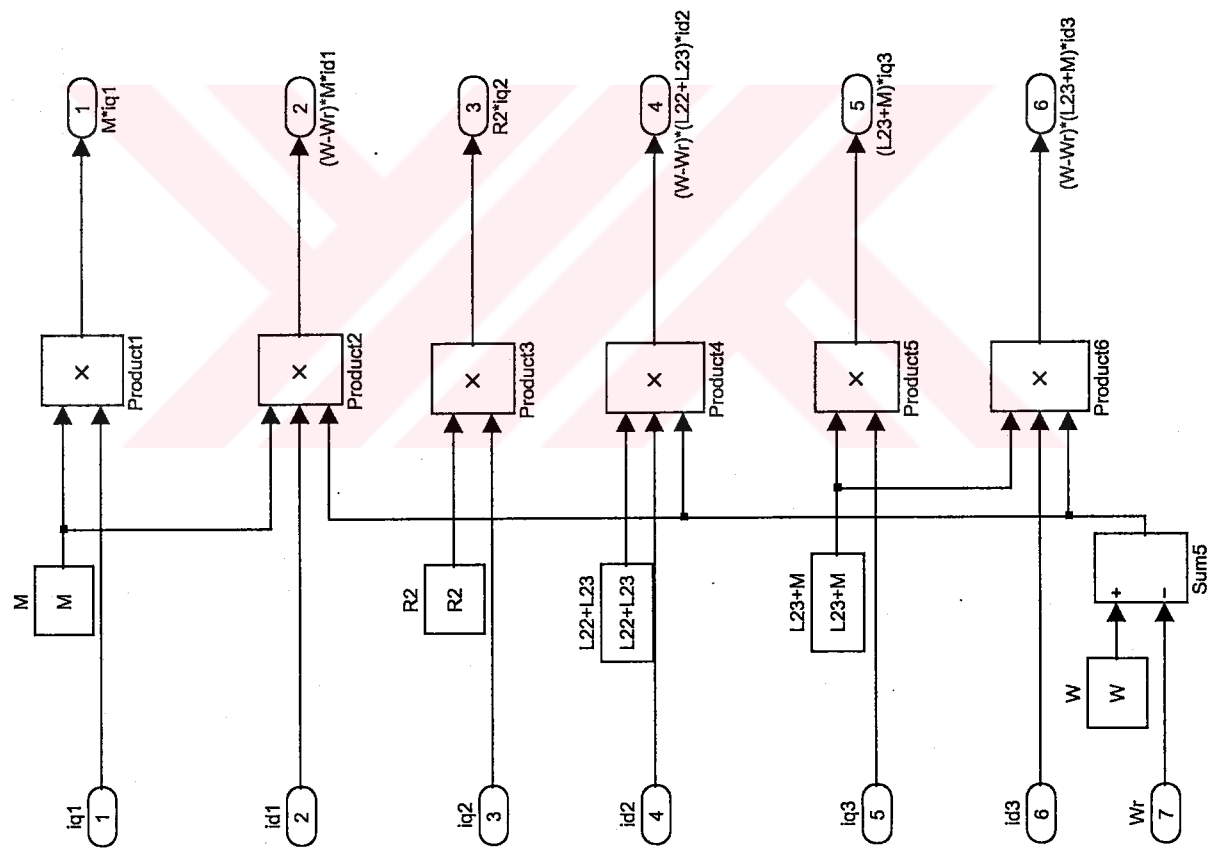 iq1
1
M
M
×
Product1
1
M*iq1
id1
2
×
Product2
2
(W-Wr)*M*id1
iq2
3
R2
R2
×
Product3
3
R2*iq2
id2
4
L22+L23
L22+L23
×
Product4
4
(W-Wr)*(L22+L23)*id2
iq3
5
L23+M
L23+M
×
Product5
5
(L23+M)*iq3
id3
6
×
Product6
6
(W-Wr)*(L23+M)*id3
Wr
7
W
W
+
-
Sum5